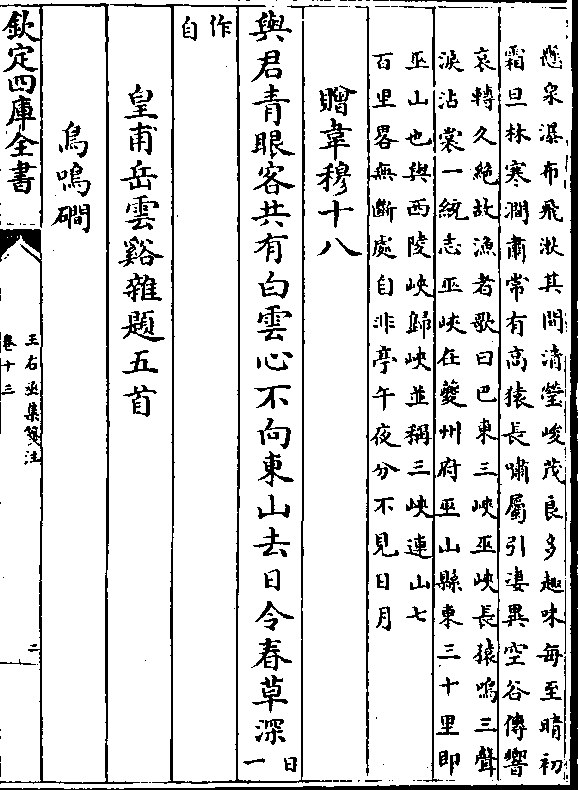 懸泉瀑布飛漱其間清瑩峻茂良多趣味每至晴初
霜旦林寒澗肅常有高猿長嘯屬引淒異空谷傳響
哀轉久絕故漁者歌曰巴東三峽巫峽長猿鳴三聲
淚沾裳一統志巫峽在夔州府巫山縣東三十里即
巫山也與西陵峽歸峽並稱三峽連山七
百里畧無斷處自非亭午夜分不見日月
贈韋穆十八
與君青眼客共有白雲心不向東山去日令春草深日一
作自
皇甫岳雲谿雜題五首
鳥鳴磵
欽定四庫全書
王右丞集箋注
卷十三
二